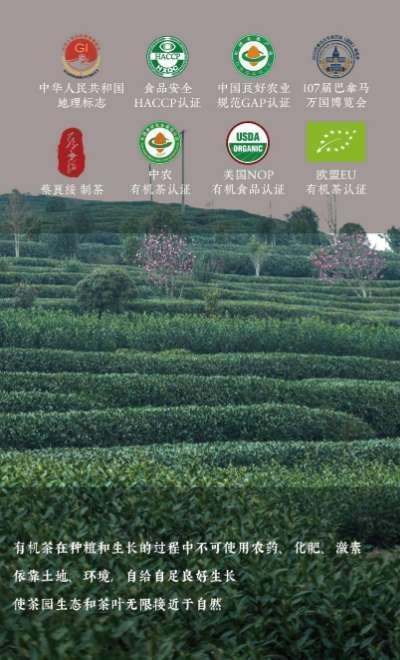 中华人民共和国
地理标志
食品安全
HACCP认证
中国良好农业
规范GAP认证
107届巴拿马
万国博览会
GI
HACCP
制茶
中农
有机茶认证
USDA
ORGANIC
美国NOP
有机食品认证
欧盟EU
有机茶认证
有机茶在种植和生长的过程中不可使用农药、化肥、激素
依靠土地、环境，自给自足良好生长
使茶园生态和茶叶无限接近于自然